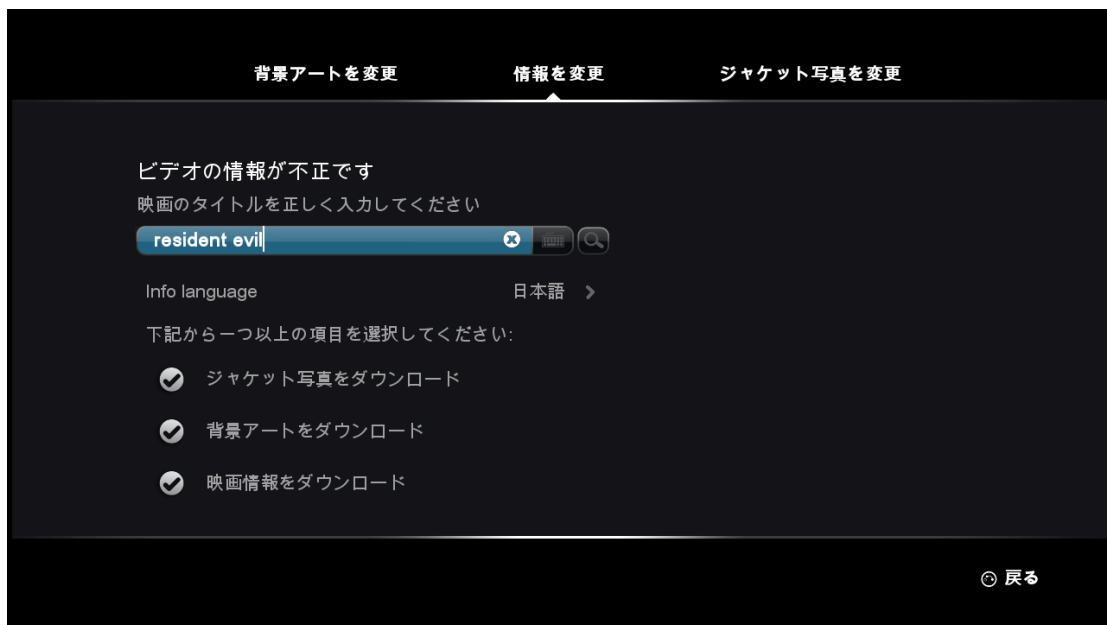 背景アートを変更 情報を変更 ジャケット写真を変更
ビデオの情報が不正です
映画のタイトルを正しく入力してください
resident evil
Info language 日本語
下記から一つ以上の項目を選択してください:
ジャケット写真をダウンロード
背景アートをダウンロード
映画情報をダウンロード
戻る